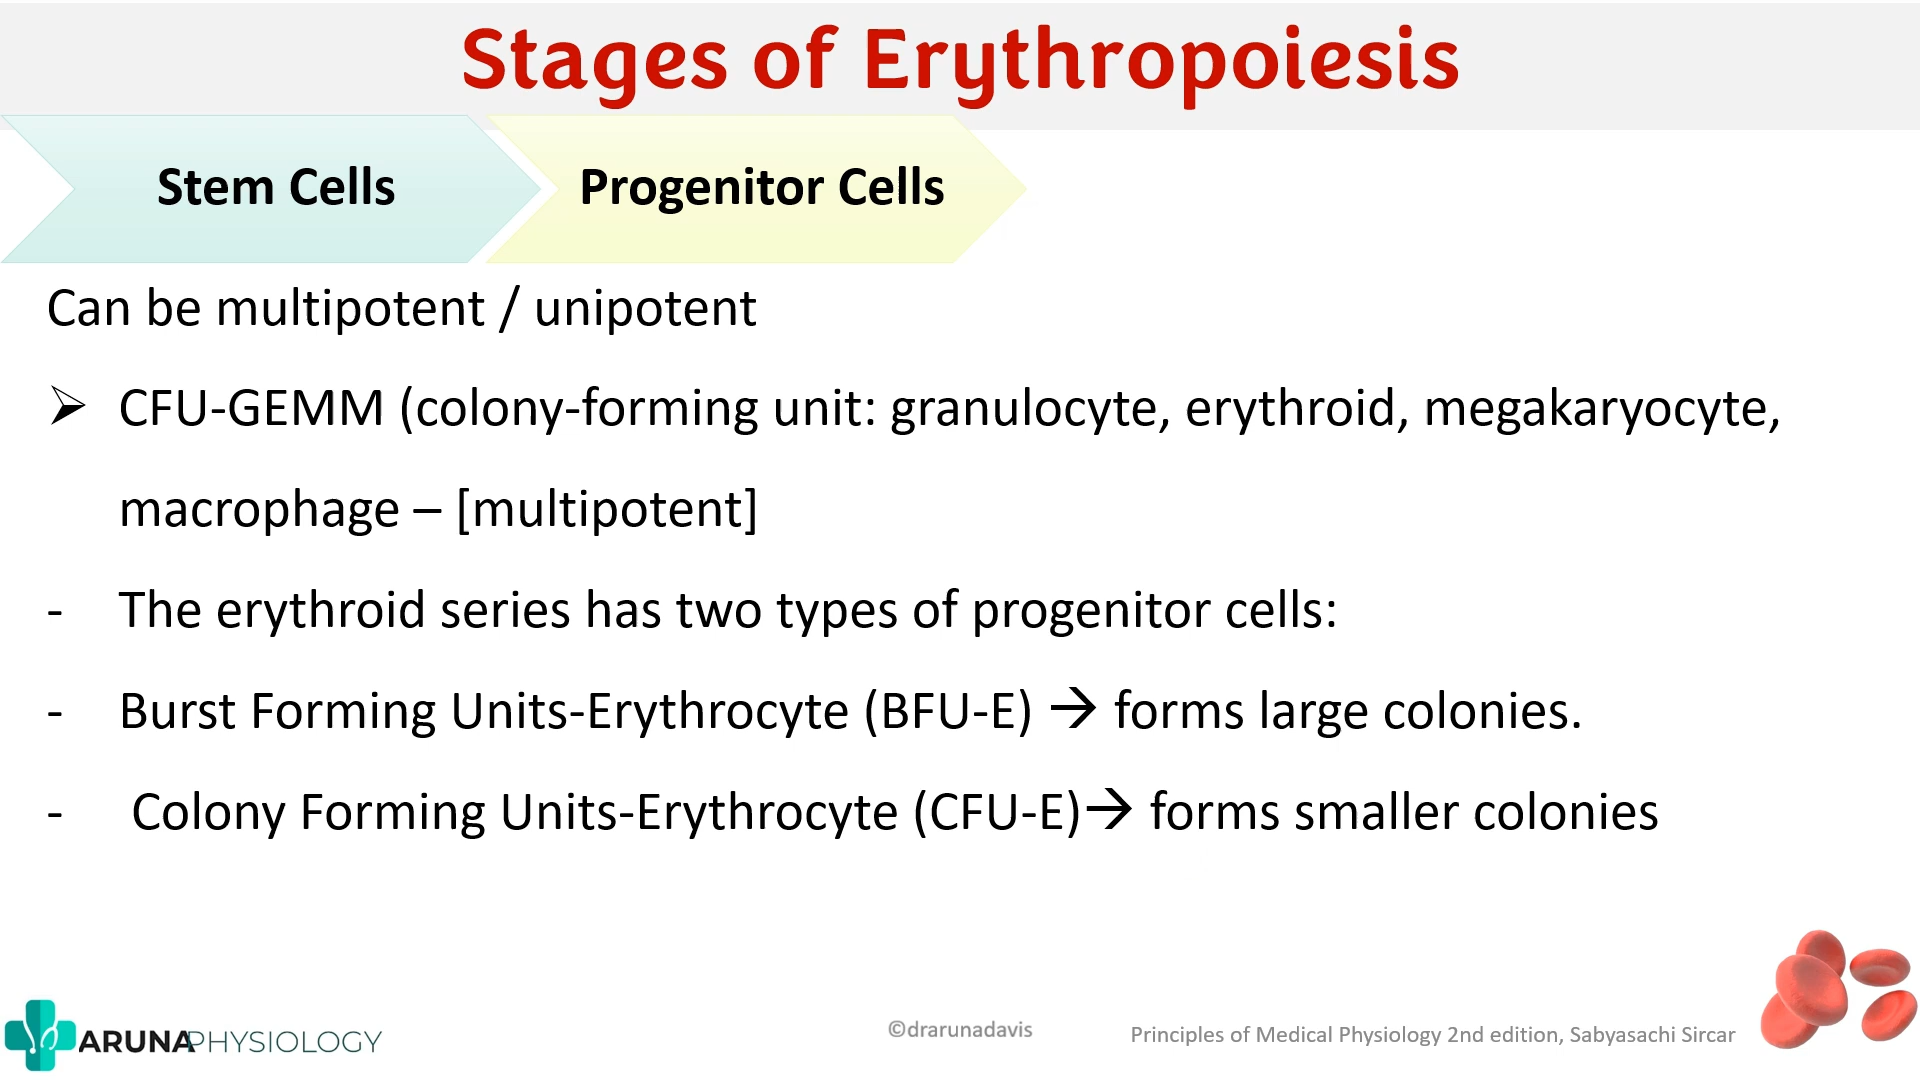 Stages of Erythropoiesis
Stem Cells
Progenitor Cells
Can be multipotent / unipotent
➢ CFU-GEMM (colony-forming unit: granulocyte, erythroid, megakaryocyte,
macrophage – [multipotent]
- The erythroid series has two types of progenitor cells:
- Burst Forming Units-Erythrocyte (BFU-E) → forms large colonies.
- Colony Forming Units-Erythrocyte (CFU-E)→ forms smaller colonies
ARUNAPHYSIOLOGY
©drarunadavis
Principles of Medical Physiology 2nd edition, Sabyasachi Sircar